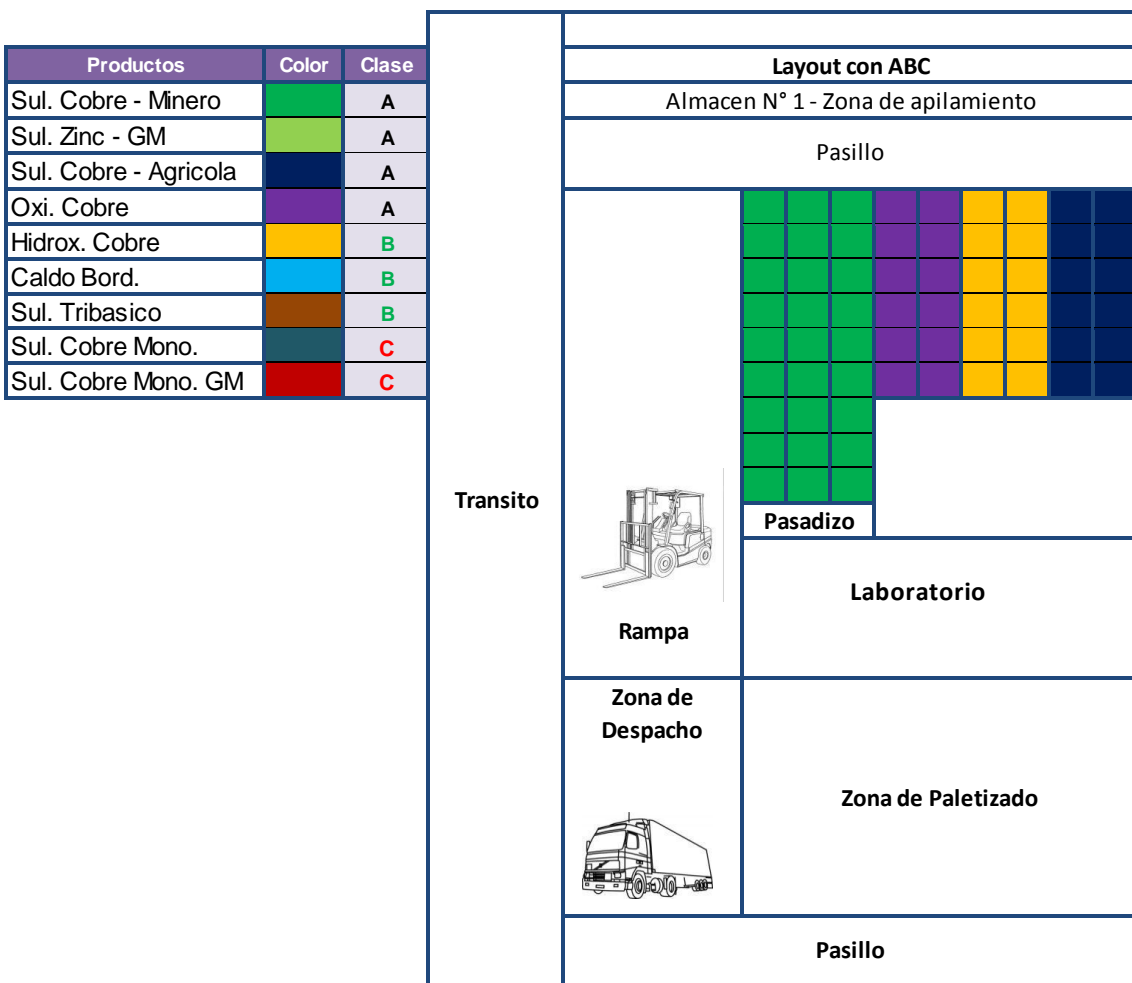 Productos Color Clase
Sul. Cobre - Minero A
Sul. Zinc - GM A
Sul. Cobre - Agricola A
Oxi. Cobre A
Hidrox. Cobre B
Caldo Bord. B
Sul. Tribasico B
Sul. Cobre Mono. C
Sul. Cobre Mono. GM C
Transito
Layout con ABC
Almacen N° 1 - Zona de apilamiento
Pasillo
Pasadizo
Laboratorio
Rampa
Zona de
Despacho
Zona de Paletizado
Pasillo